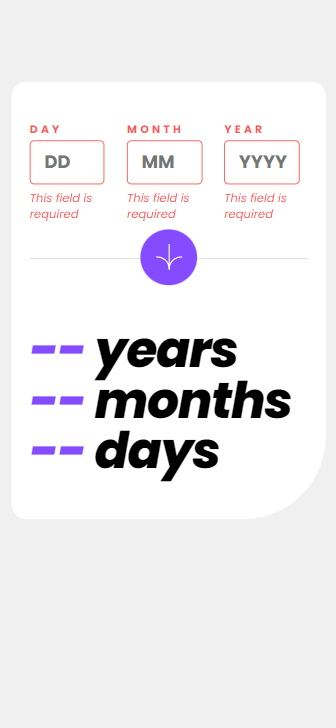 DAY MONTH YEAR
DD MM YYYY
This field is required This field is required This field is required
-- years
-- months
-- days